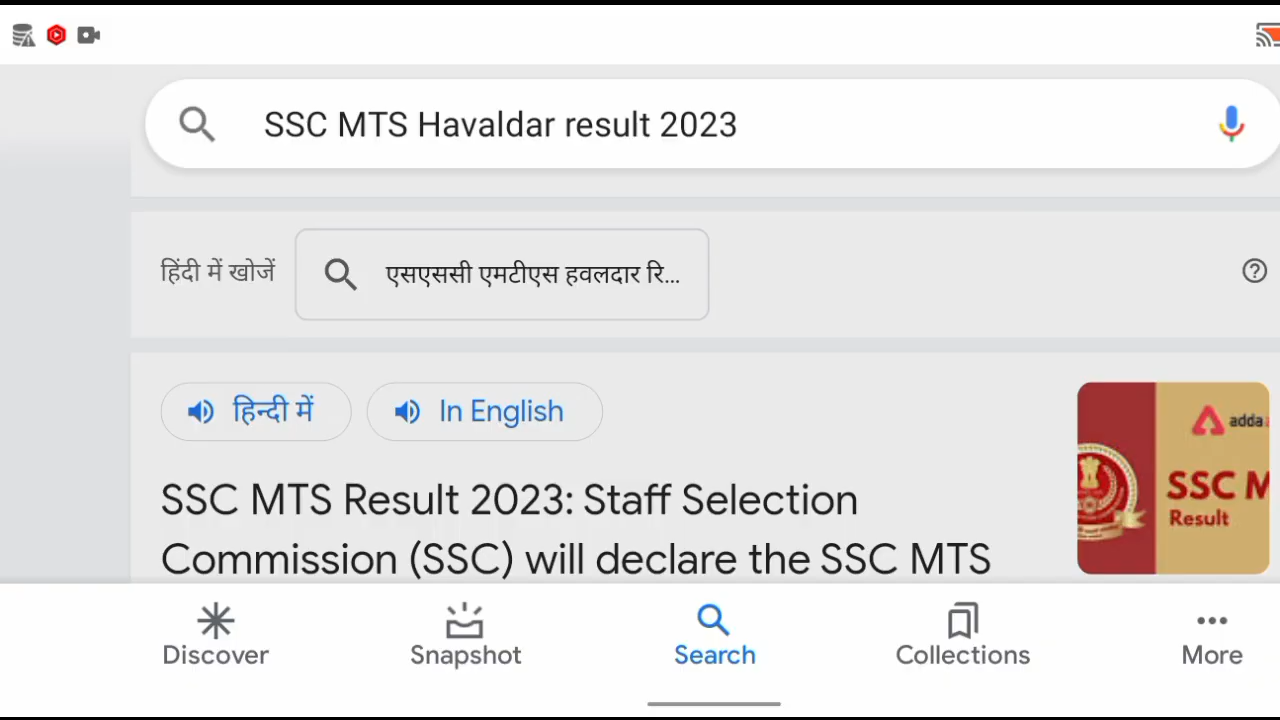 SSC MTS Havaldar result 2023
हिंदी में खोजें
एसएससी एमटीएस हवलदार रि...
हिन्दी में
In English
SSC MTS Result 2023: Staff Selection
Commission (SSC) will declare the SSC MTS
adda
SSC M
Result
Discover
Snapshot
Search
Collections
More